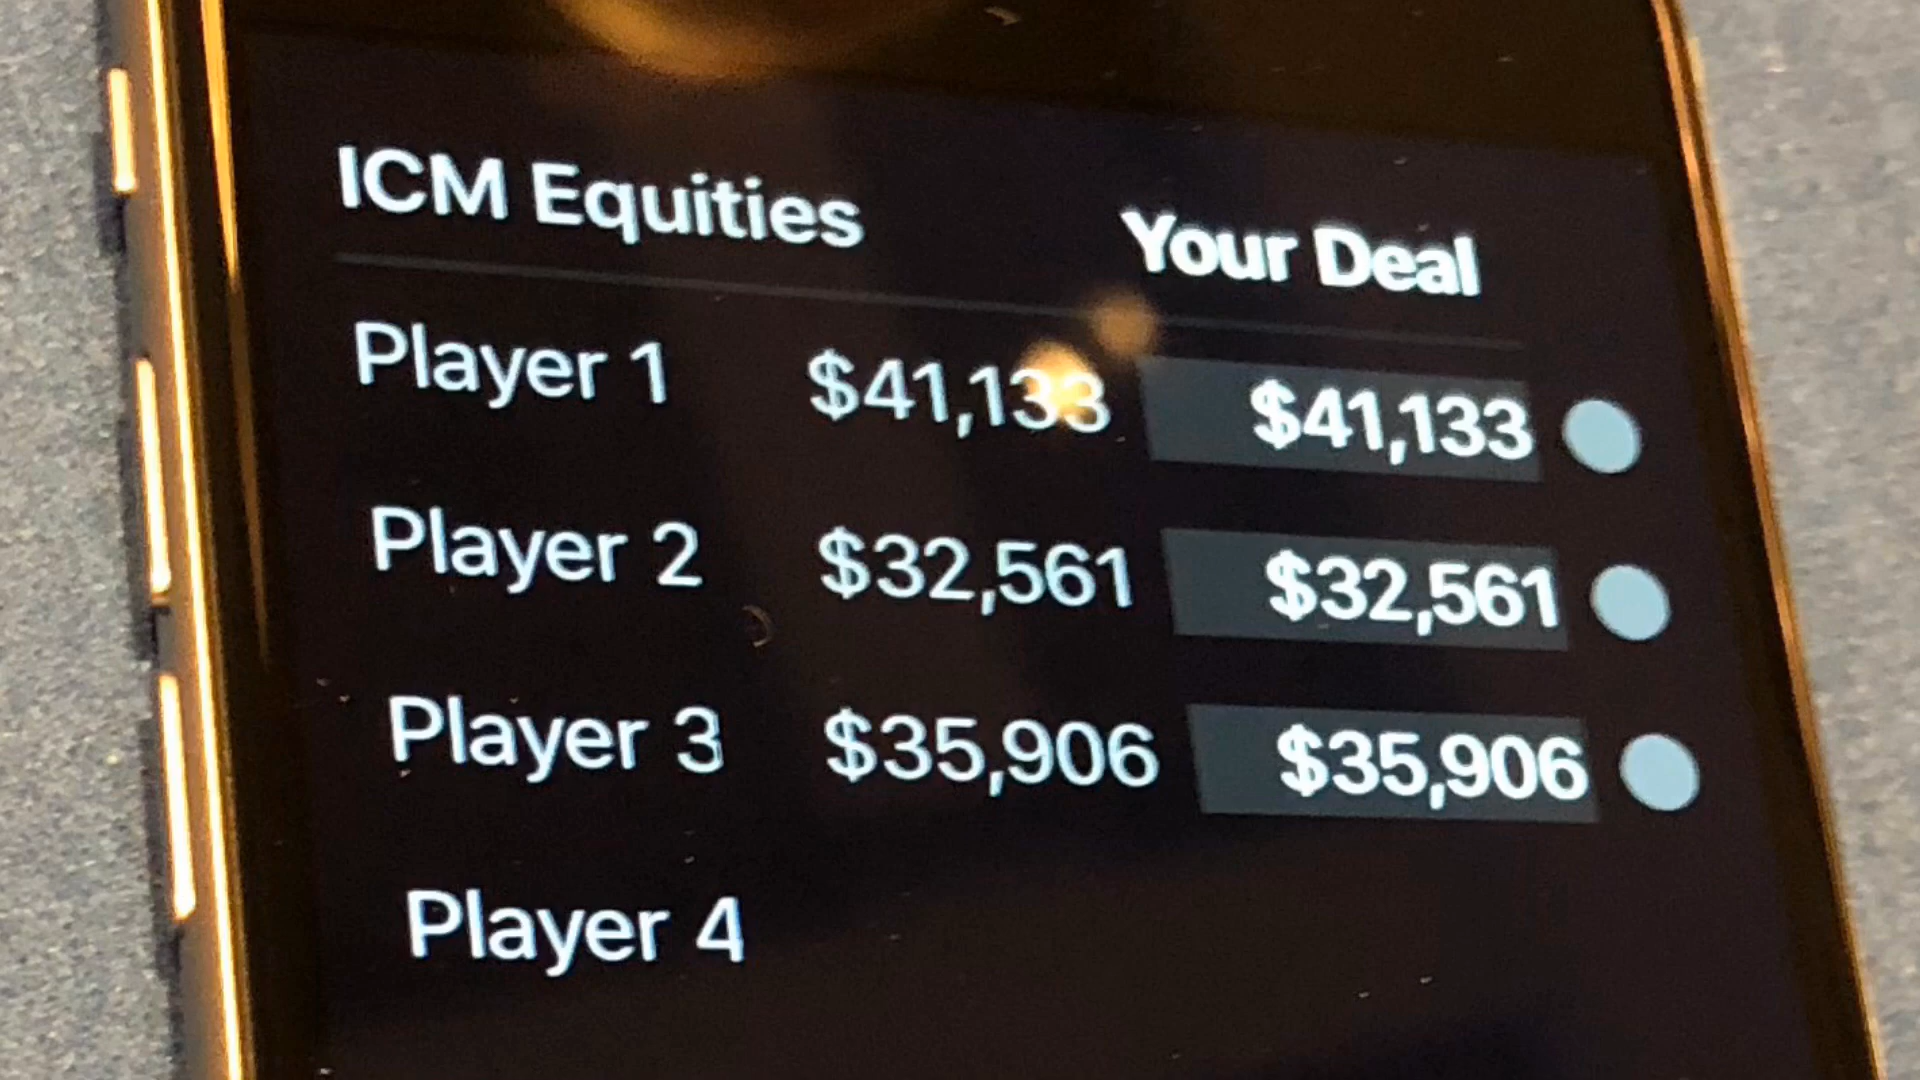 ICM Equities Your Deal
Player 1 $41,133 $41,133
Player 2 $32,561 $32,561
Player 3 $35,906 $35,906
Player 4